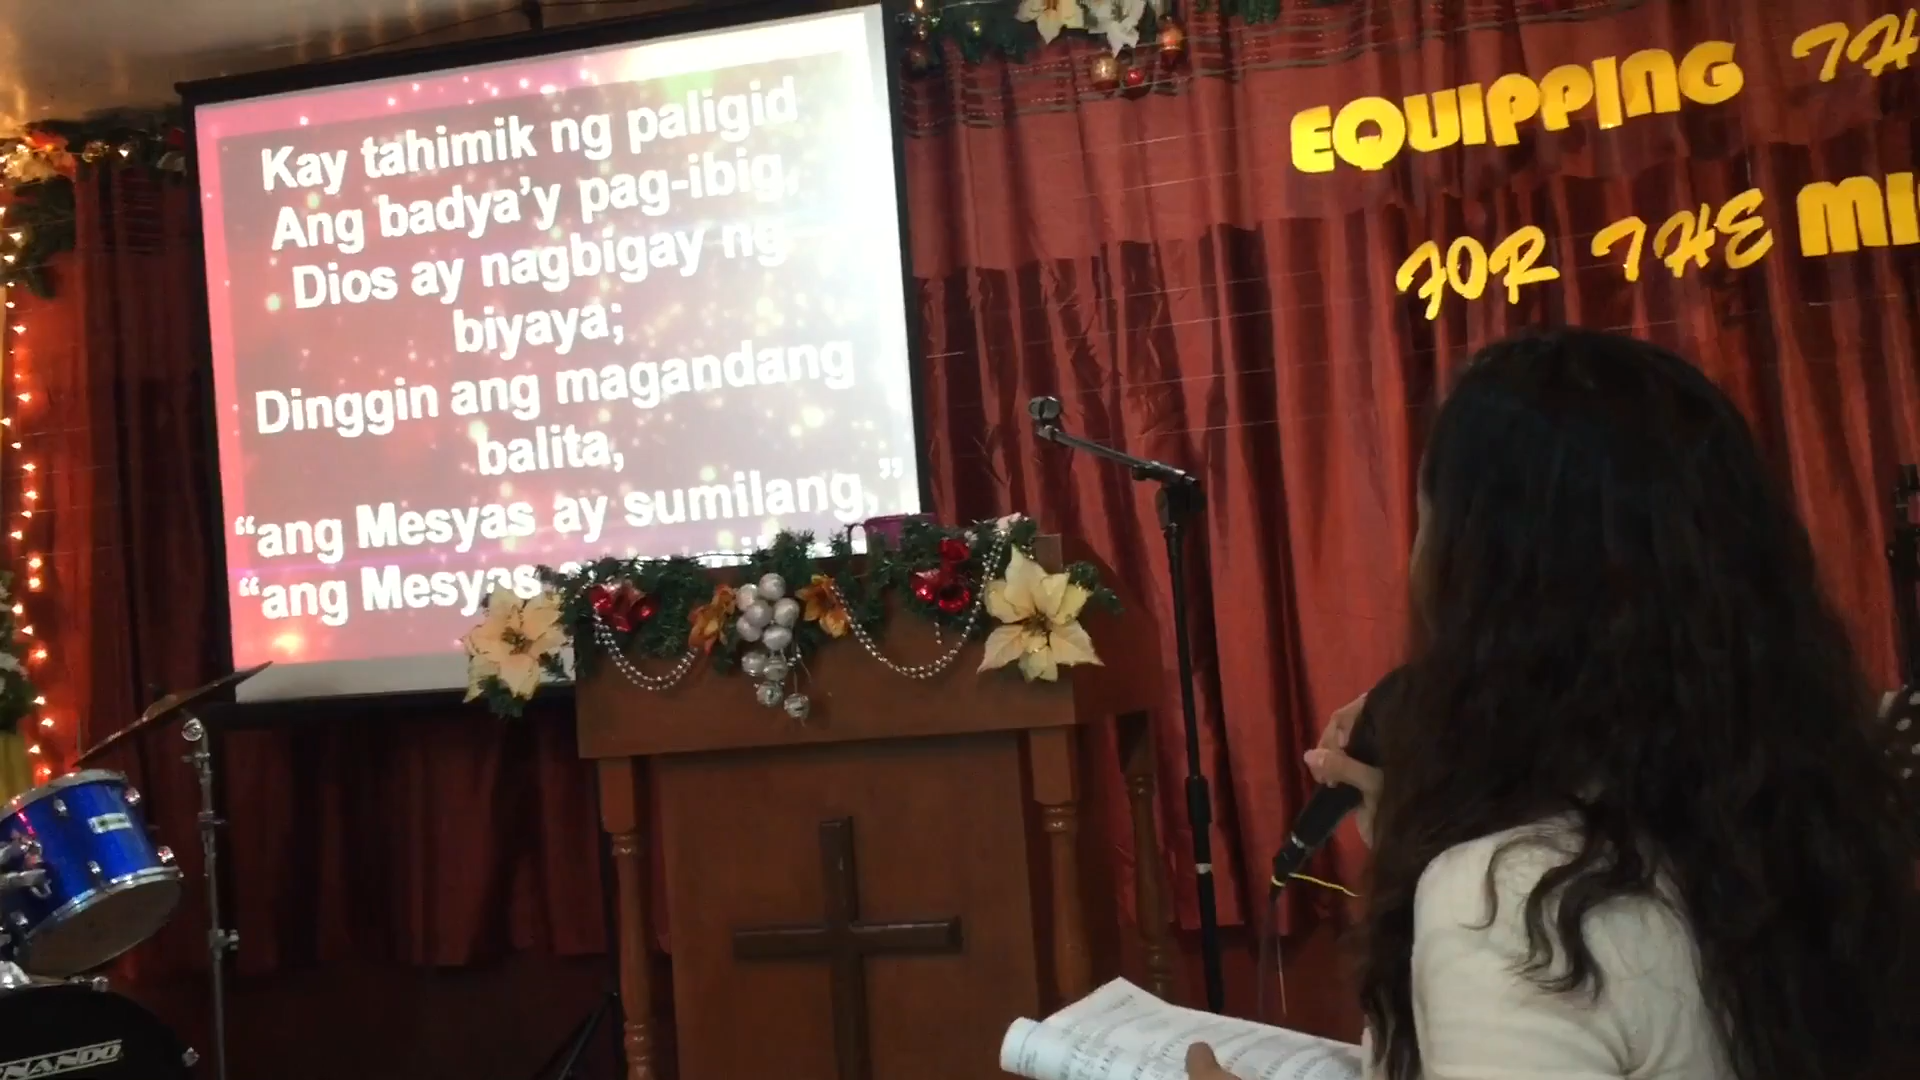 Kay tahimik ng paligid
Ang badya'y pag-ibig,
Dios ay nagbigay ng
biyaya;
Dinggin ang magandang
balita,
“ang Mesyas ay sumilang,”
“ang Mesyas
EQUIPPING
FOR THE